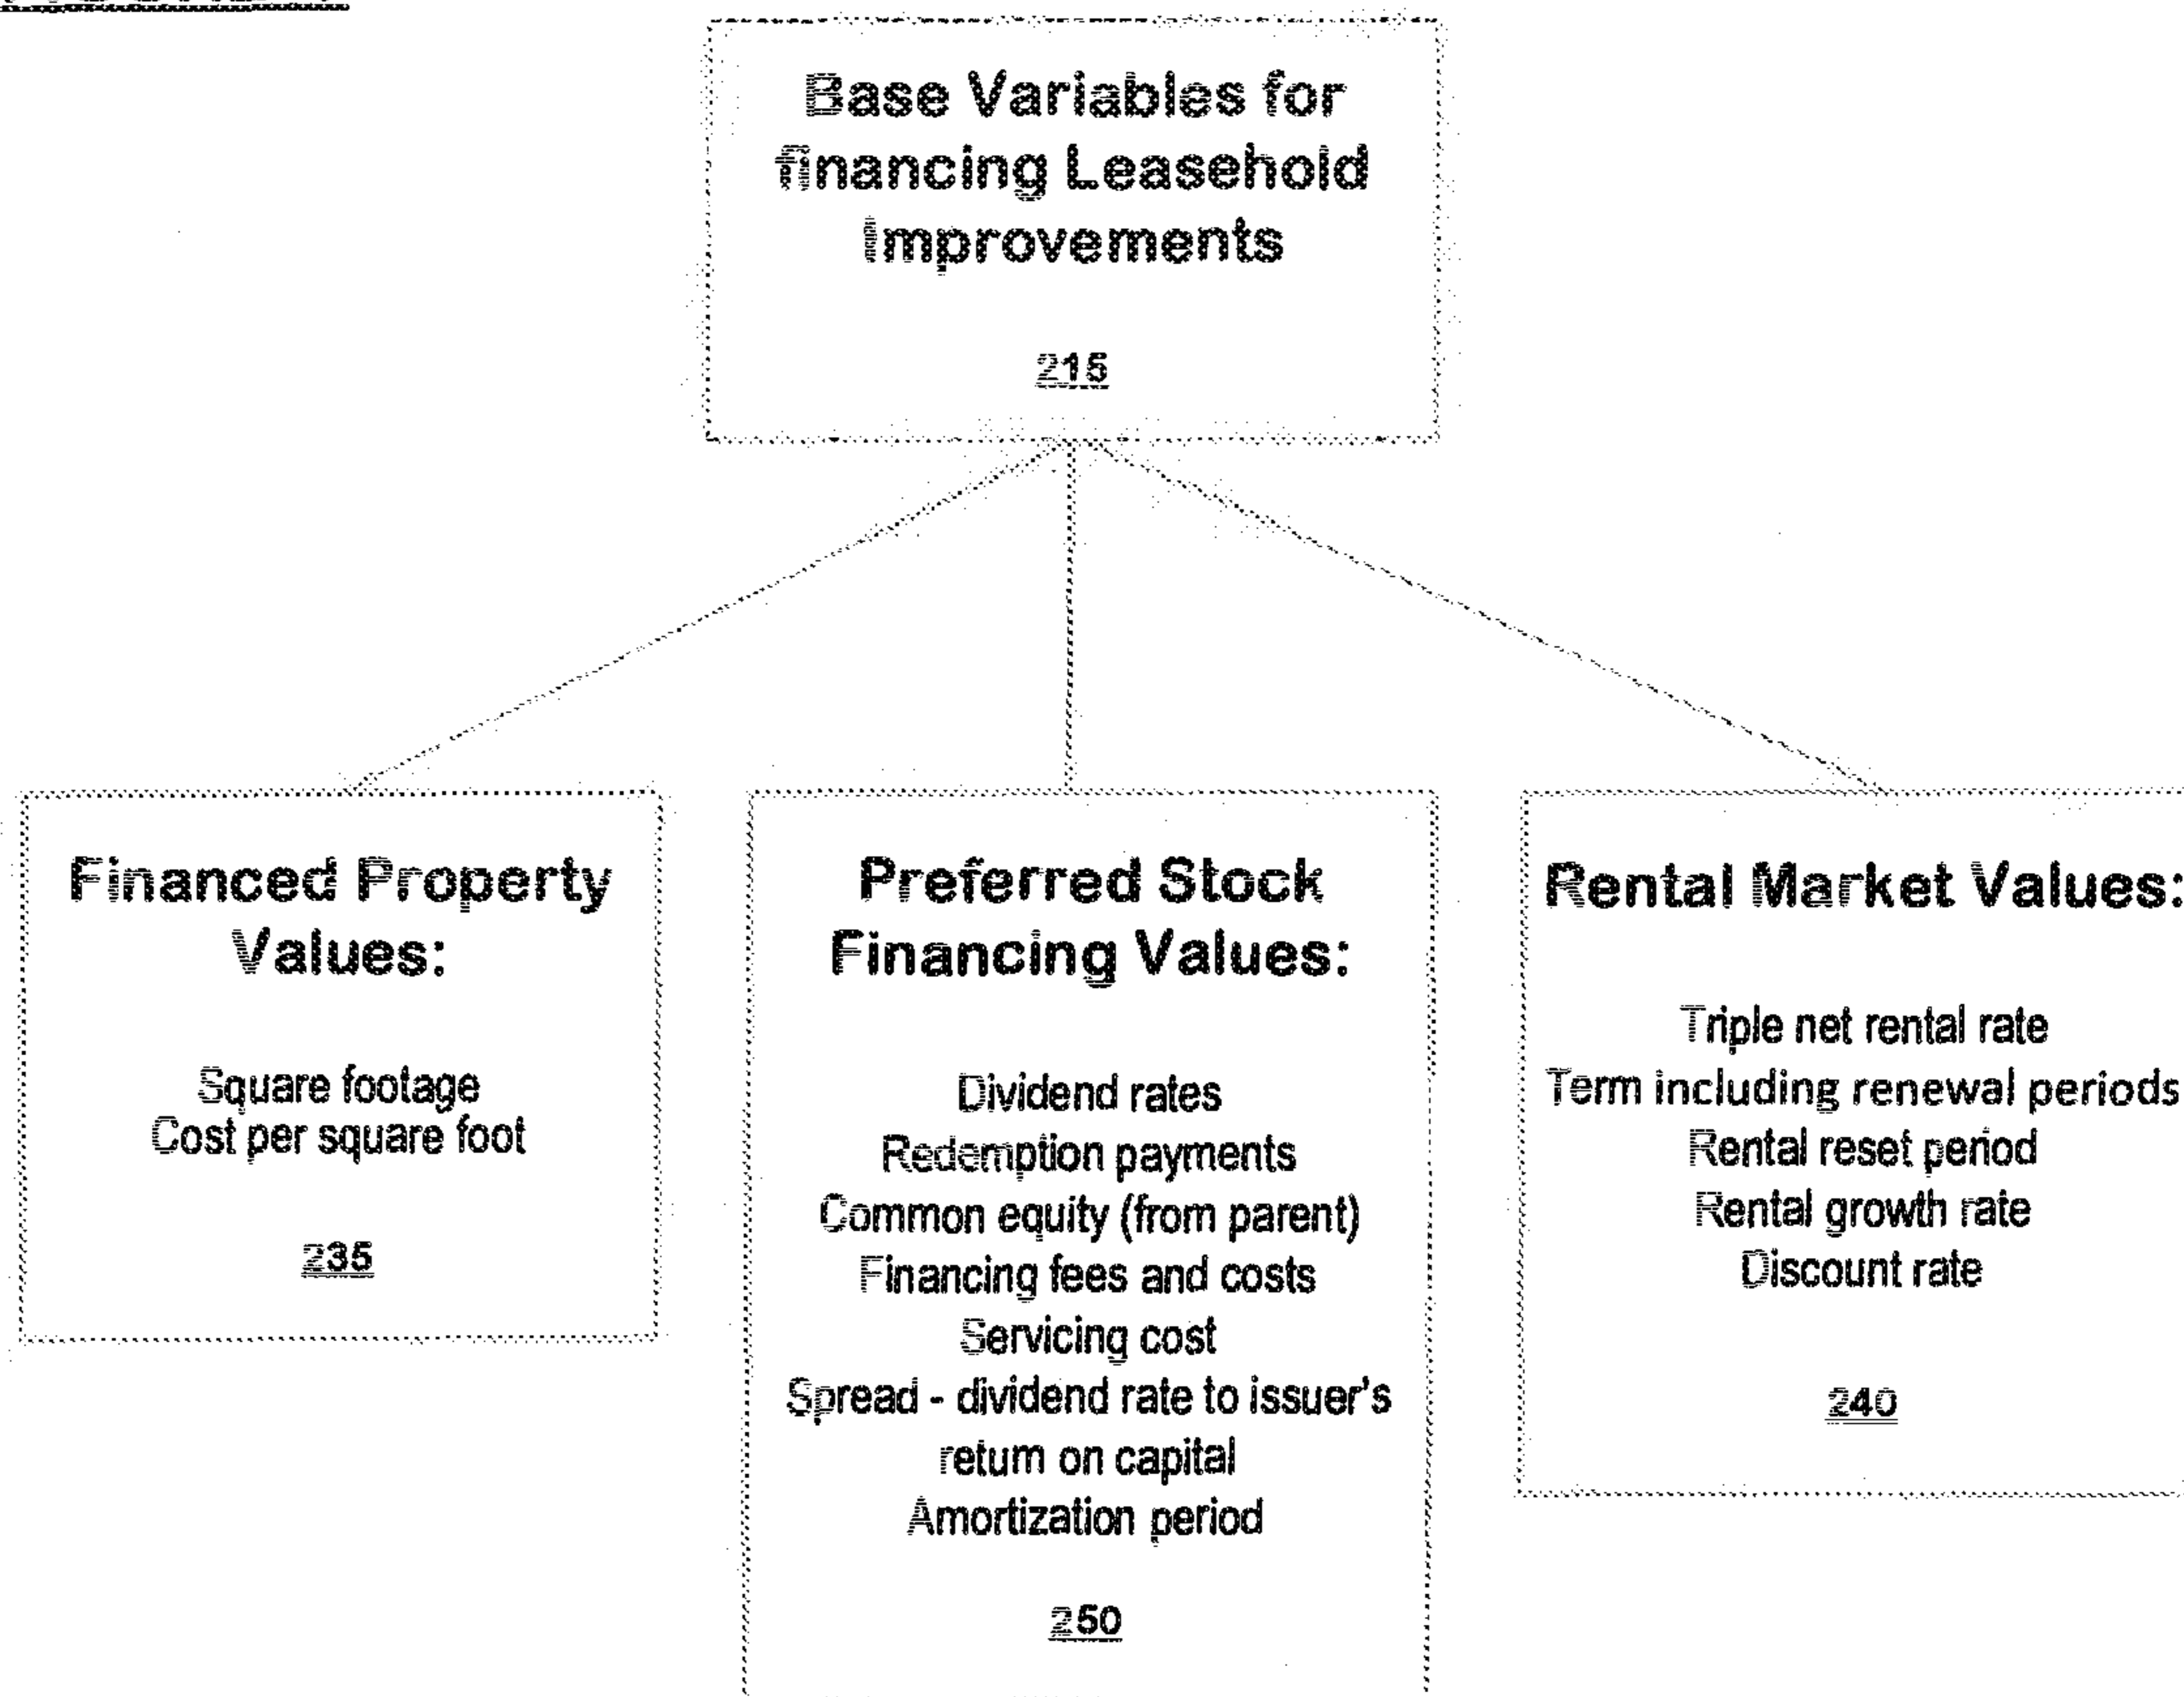 Base Variables for
financing Leasehold
Improvements
215
Financed Property
Values:
Square footage
Cost per square foot
235
Preferred Stock
Financing Values:
Dividend rates
Redemption payments
Common equity (from parent)
Financing fees and costs
Servicing cost
Spread - dividend rate to issuer's
return on capital
Amortization period
250
Rental Market Values:
Triple net rental rate
Term including renewal periods
Rental reset period
Rental growth rate
Discount rate
240